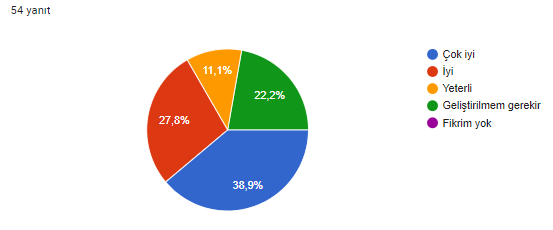 54 yanıt
Çok iyi
İyi
Yeterli
Geliştirilmem gerekir
Fikrim yok
11,1%
22,2%
27,8%
38,9%